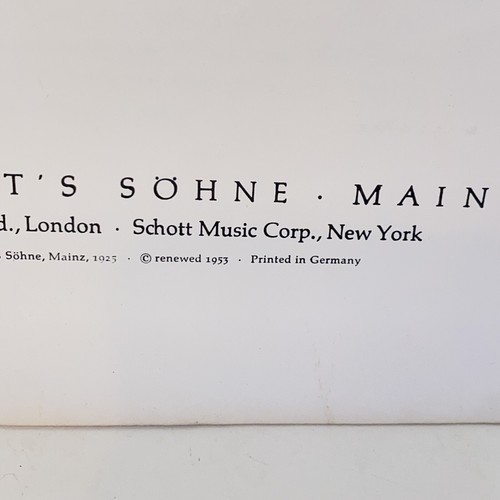 T'S SÖHNE · MAIN
d., London · Schott Music Corp., New York
Söhne, Mainz, 1925 · © renewed 1953 · Printed in Germany